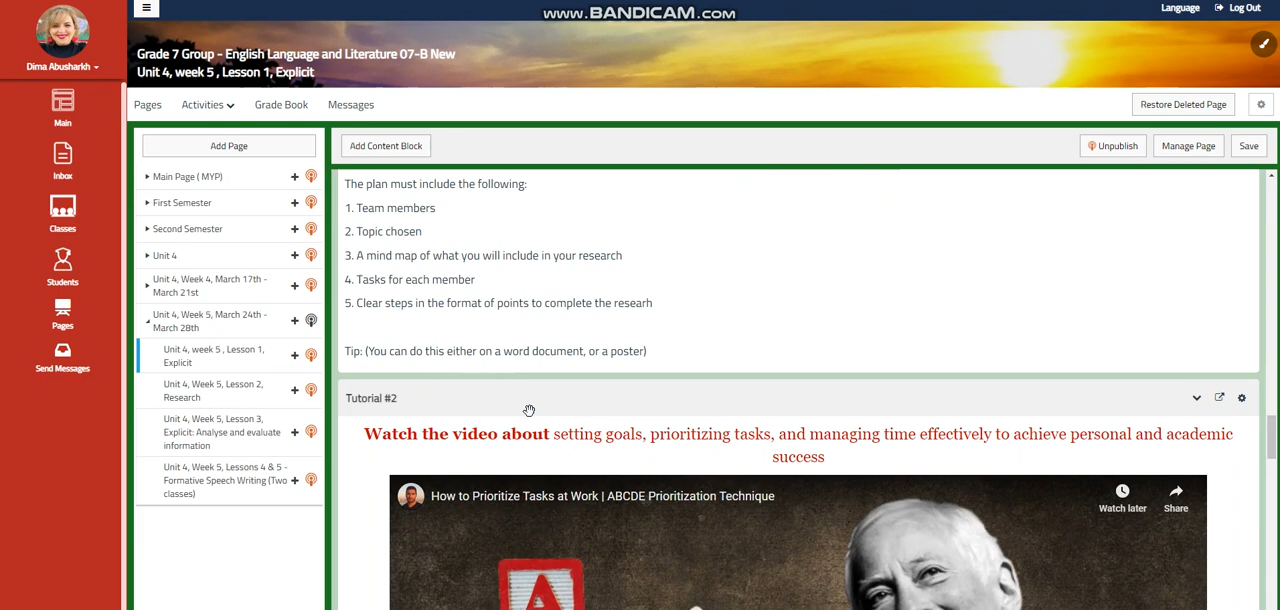 www.BANDICAM.com
Language
Log Out
Dima Abusharkh
Grade 7 Group - English Language and Literature 07-B New
Unit 4, week 5 , Lesson 1, Explicit
Main
Inbox
Classes
Students
Pages
Send Messages
Pages
Activities
Grade Book
Messages
Restore Deleted Page
Add Page
Main Page ( MYP)
First Semester
Second Semester
Unit 4
Unit 4, Week 4, March 17th -
March 21st
Unit 4, Week 5, March 24th -
March 28th
Unit 4, week 5 , Lesson 1,
Explicit
Unit 4, Week 5, Lesson 2,
Research
Unit 4, Week 5, Lesson 3,
Explicit: Analyse and evaluate
information
Unit 4, Week 5, Lessons 4 & 5 -
Formative Speech Writing (Two
classes)
Add Content Block
Unpublish
Manage Page
Save
The plan must include the following:
1. Team members
2. Topic chosen
3. A mind map of what you will include in your research
4. Tasks for each member
5. Clear steps in the format of points to complete the researh
Tip: (You can do this either on a word document, or a poster)
Tutorial #2
Watch the video about setting goals, prioritizing tasks, and managing time effectively to achieve personal and academic
success
How to Prioritize Tasks at Work | ABCDE Prioritization Technique
Watch later
Share
A